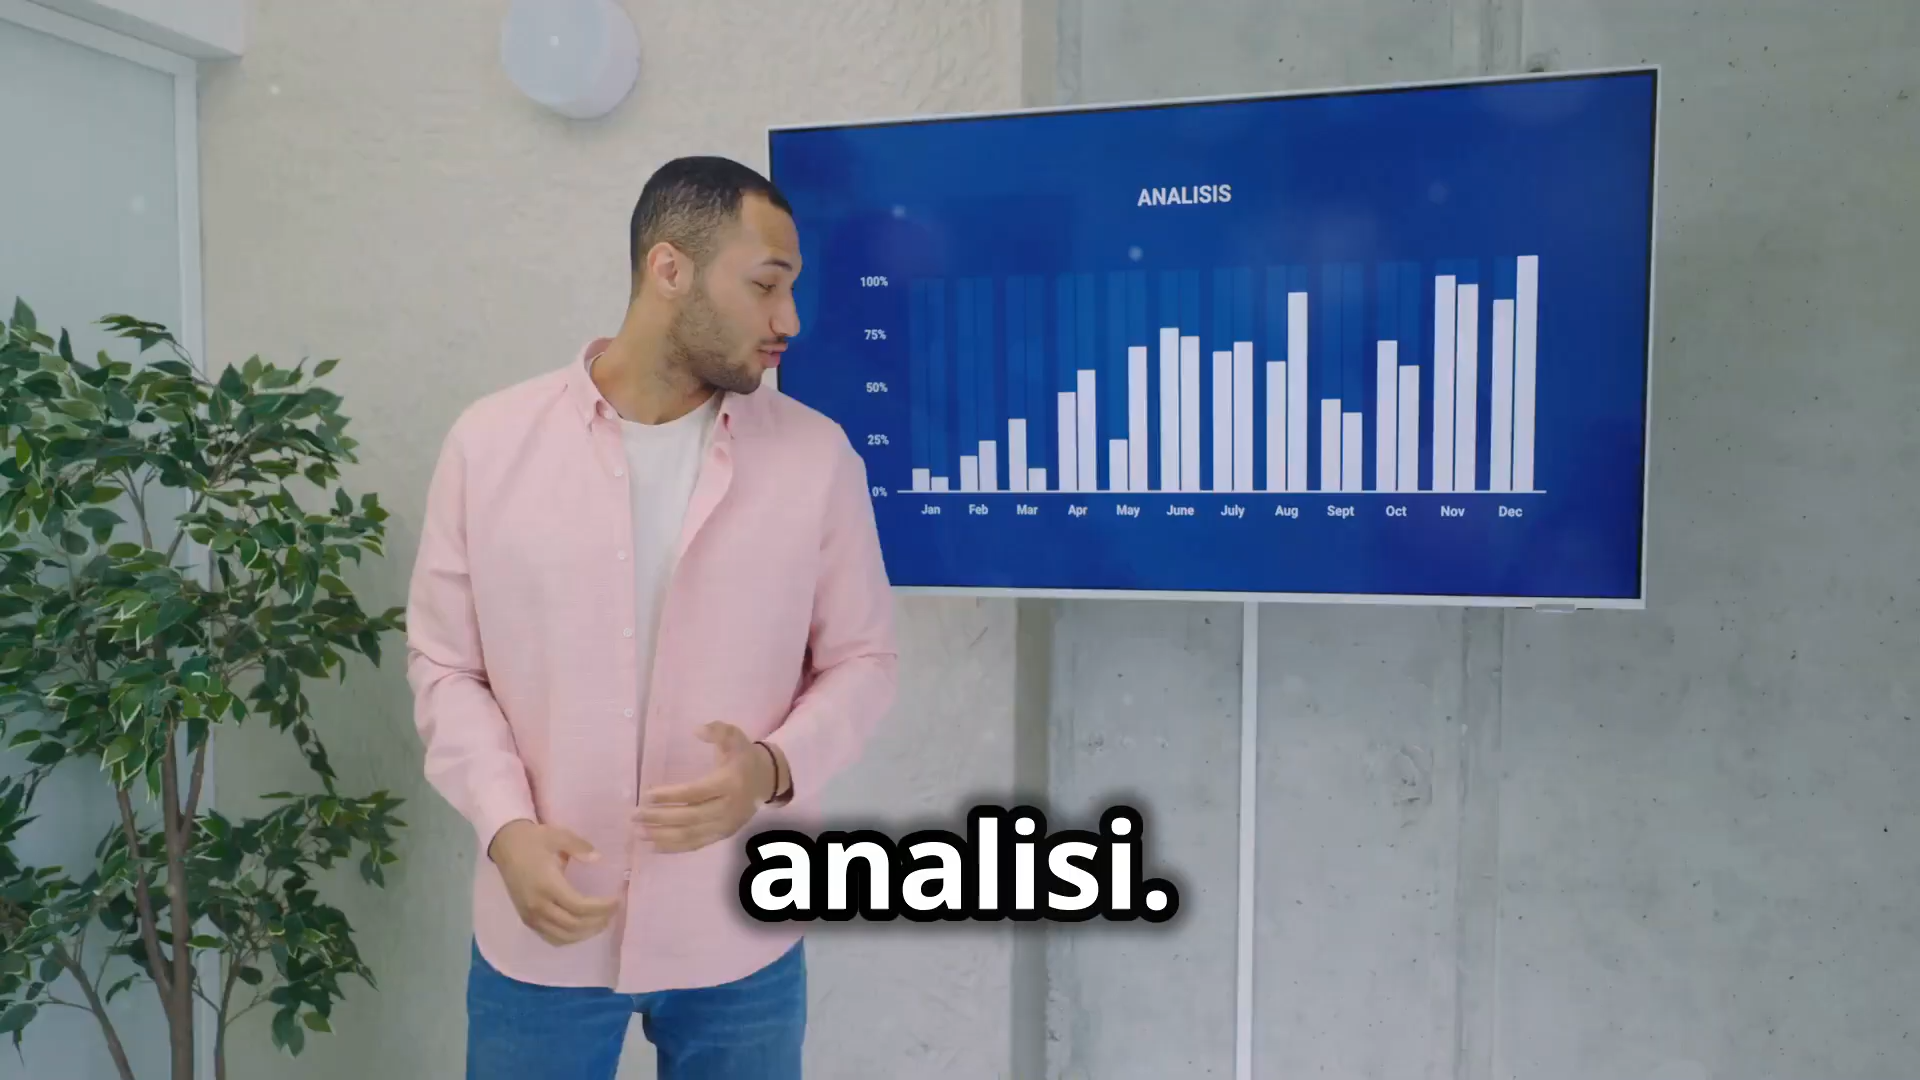 ANALISIS
100%
75%
50%
25%
0%
Jan Feb Mar Apr May June July Aug Sept Oct Nov Dec
analisi.